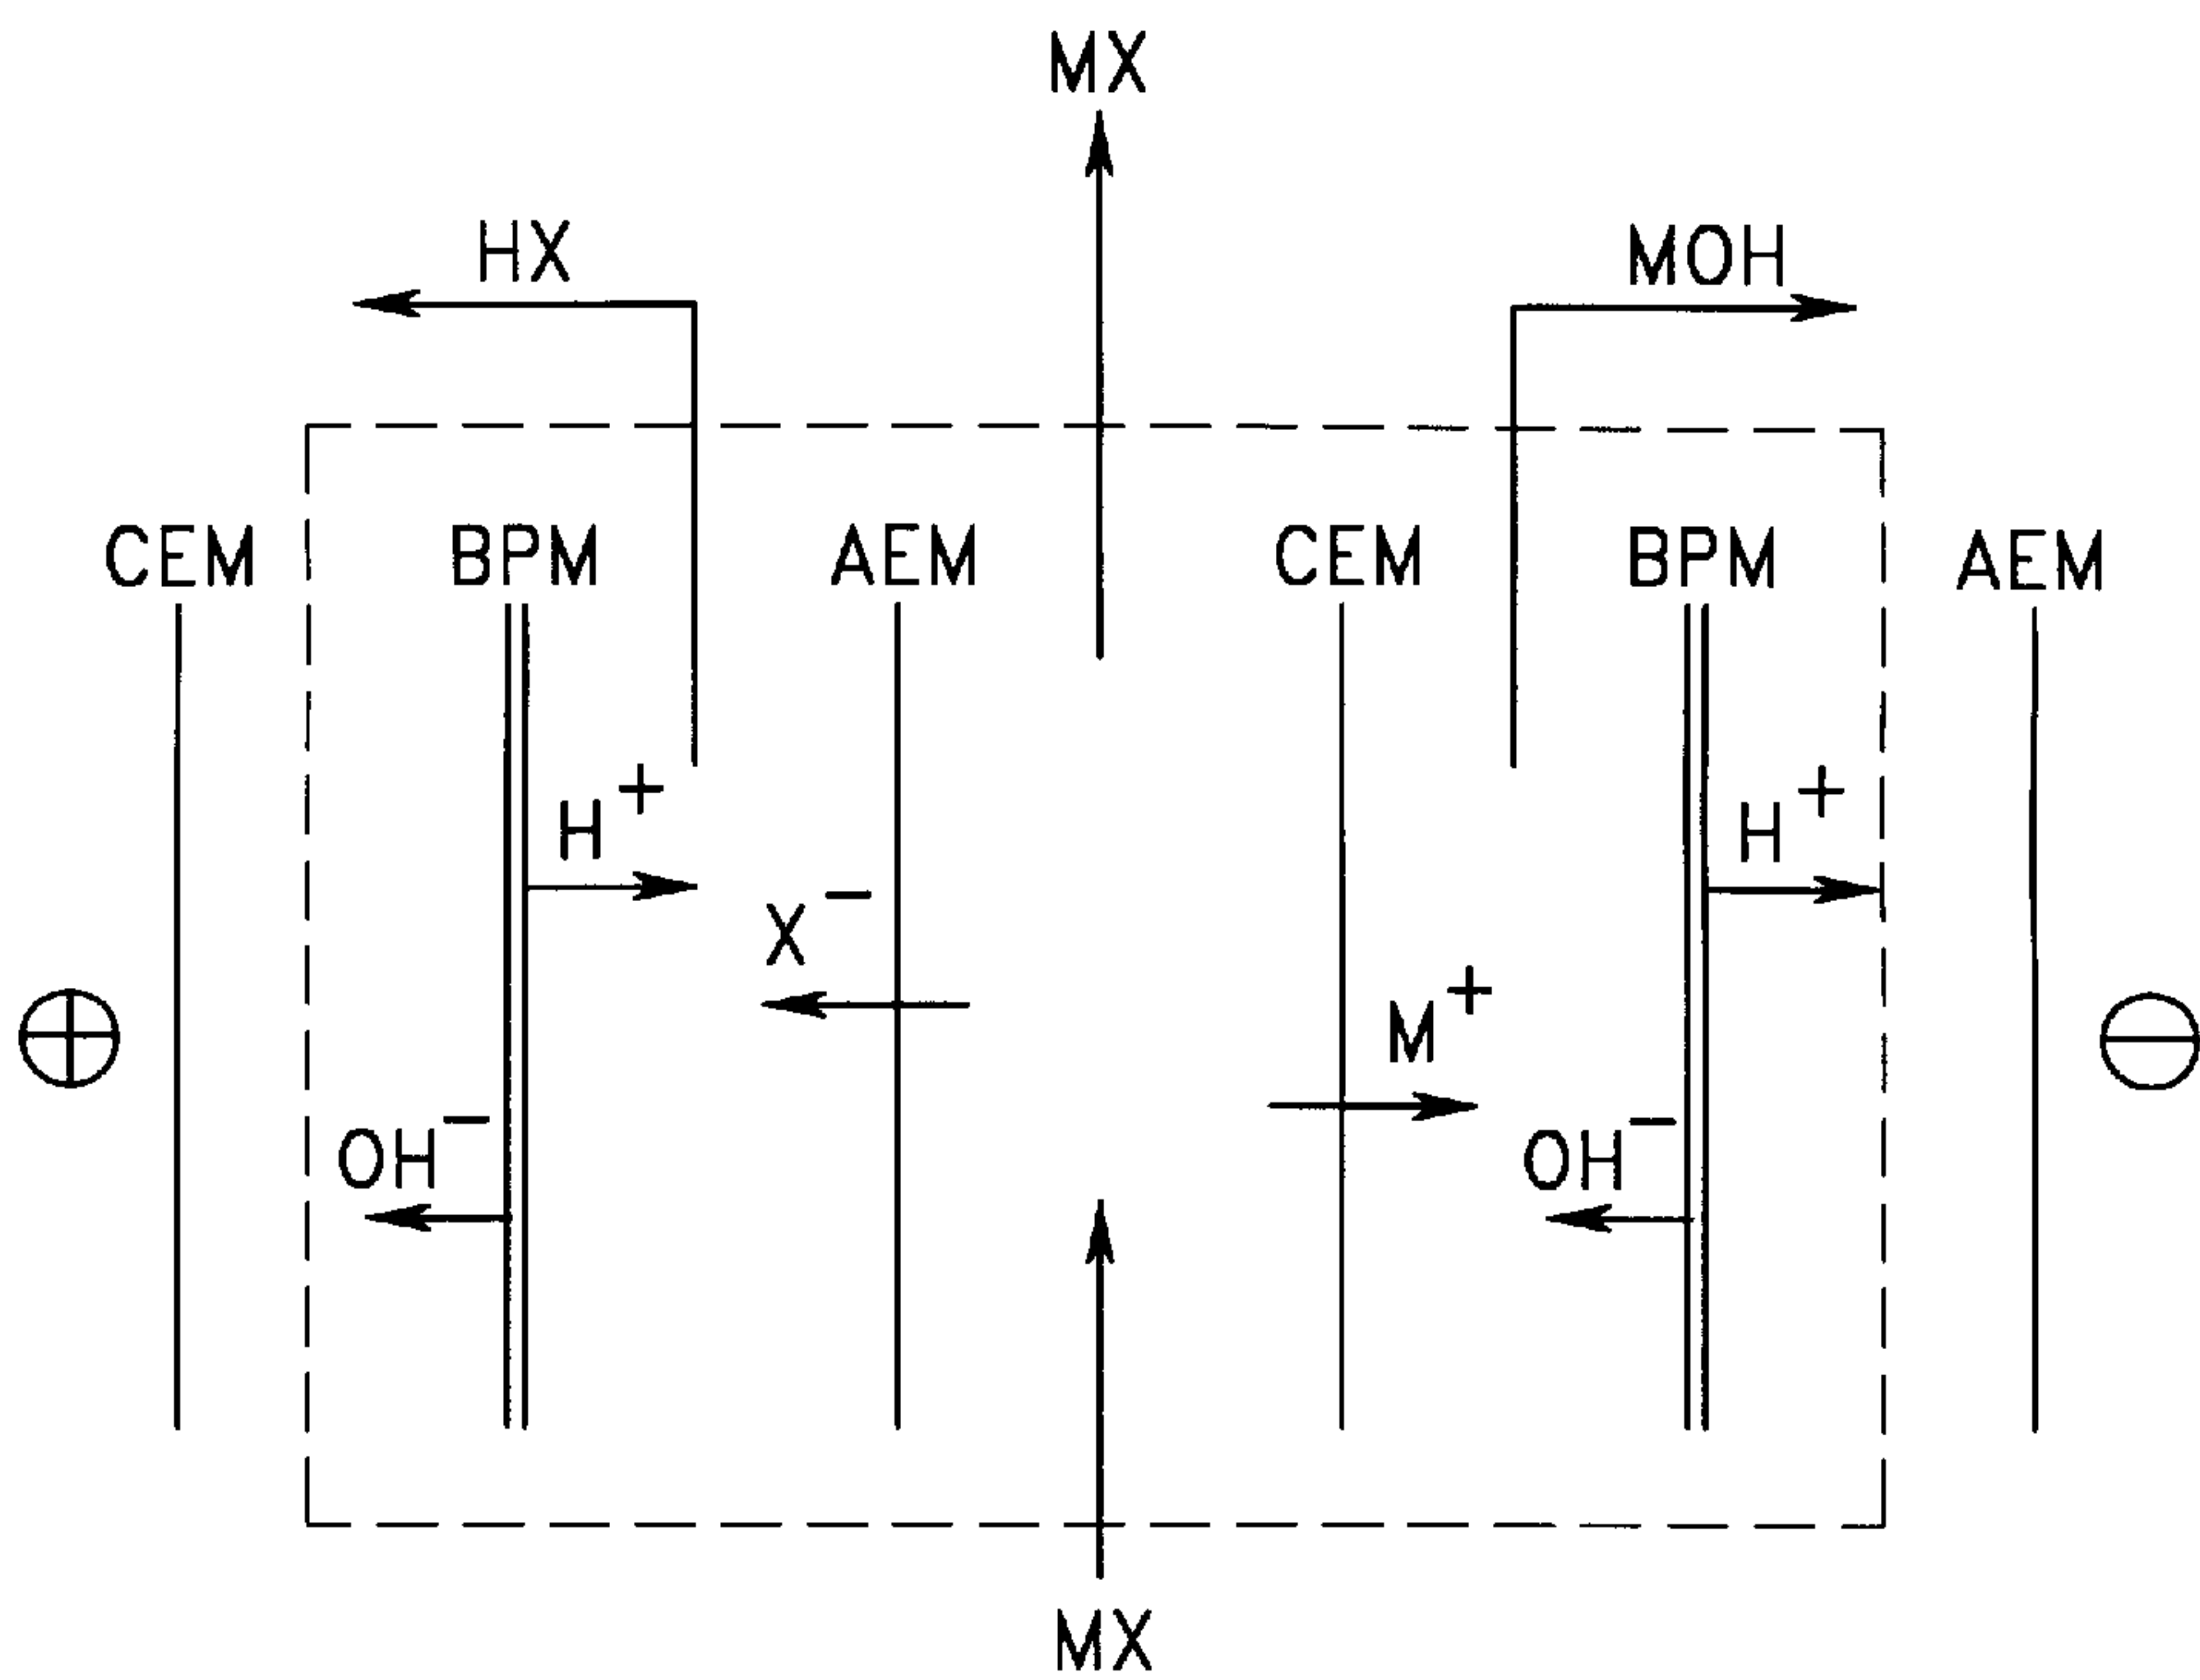 MX
HX MOH
CEM BPM AEM CEM BPM AEM
H+ H+
X−
M+
⊕ ⊖
OH− OH−
MX